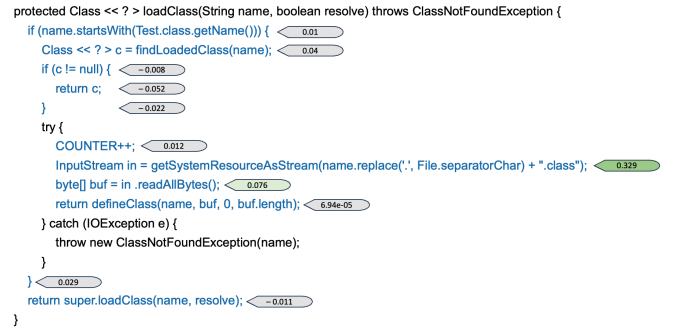 protected Class << ? > loadClass(String name, boolean resolve) throws ClassNotFoundException {
if (name.startsWith(Test.class.getName())) { 0.01
Class << ? > c = findLoadedClass(name); 0.04
if (c != null) { - 0.008
return c; - 0.052
} - 0.022
try {
COUNTER++; 0.012
InputStream in = getSystemResourceAsStream(name.replace('.', File.separatorChar) + ".class"); 0.329
byte[] buf = in .readAllBytes(); 0.076
return defineClass(name, buf, 0, buf.length); 6.94e-05
} catch (IOException e) {
throw new ClassNotFoundException(name);
}
} 0.029
return super.loadClass(name, resolve); - 0.011
}